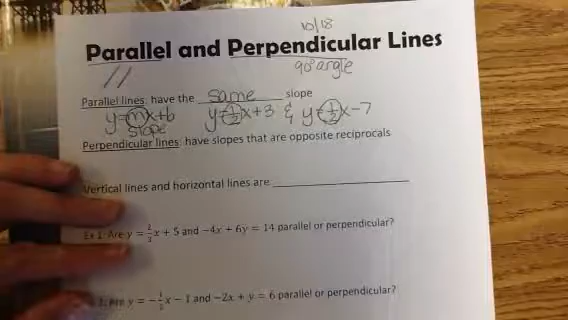 10/18
Parallel and Perpendicular Lines
// 90° angle
Parallel lines: have the same slope
y=mx+b y=1/2x+3 & y=1/2x-7
slope
Perpendicular lines: have slopes that are opposite reciprocals
Vertical lines and horizontal lines are
Ex 1: Are y = 2/3x + 5 and −4x + 6y = 14 parallel or perpendicular?
Are y = −1/2x − 1 and −2x + y = 6 parallel or perpendicular?